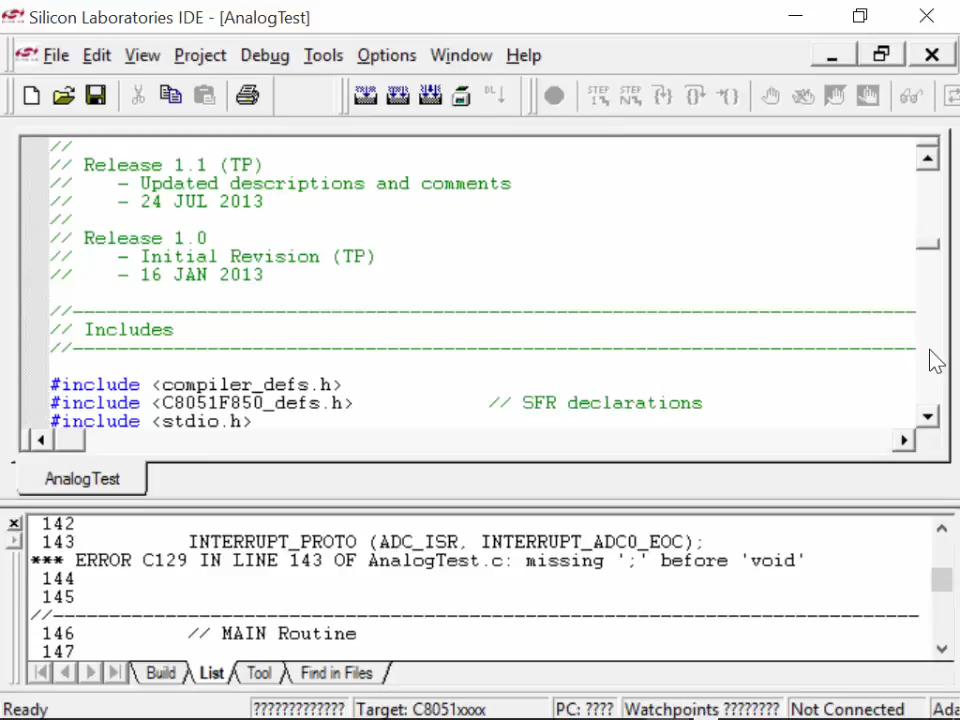 Silicon Laboratories IDE - [AnalogTest]
File Edit View Project Debug Tools Options Window Help
//
// Release 1.1 (TP)
// - Updated descriptions and comments
// - 24 JUL 2013
//
// Release 1.0
// - Initial Revision (TP)
// - 16 JAN 2013
//-----------------------------------------------------------------------------
// Includes
//-----------------------------------------------------------------------------
#include <compiler_defs.h>
#include <C8051F850_defs.h> // SFR declarations
#include <stdio.h>
AnalogTest
142
143 INTERRUPT_PROTO (ADC_ISR, INTERRUPT_ADC0_EOC);
*** ERROR C129 IN LINE 143 OF AnalogTest.c: missing ';' before 'void'
144
145
//-----------------------------------------------------------------------------
146 // MAIN Routine
147
Build List Tool Find in Files
Ready ????????????? Target: C8051xxxx PC: ???? Watchpoints ???????? Not Connected Ada